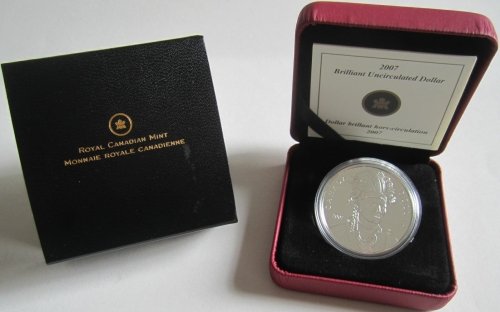 ROYAL CANADIAN MINT
MONNAIE ROYALE CANADIENNE
2007
Brilliant Uncirculated Dollar
Dollar brillant hors-circulation
2007